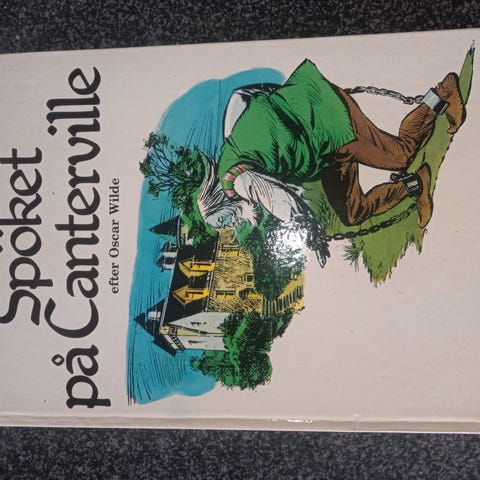 Spöket
på Canterville
efter Oscar Wilde